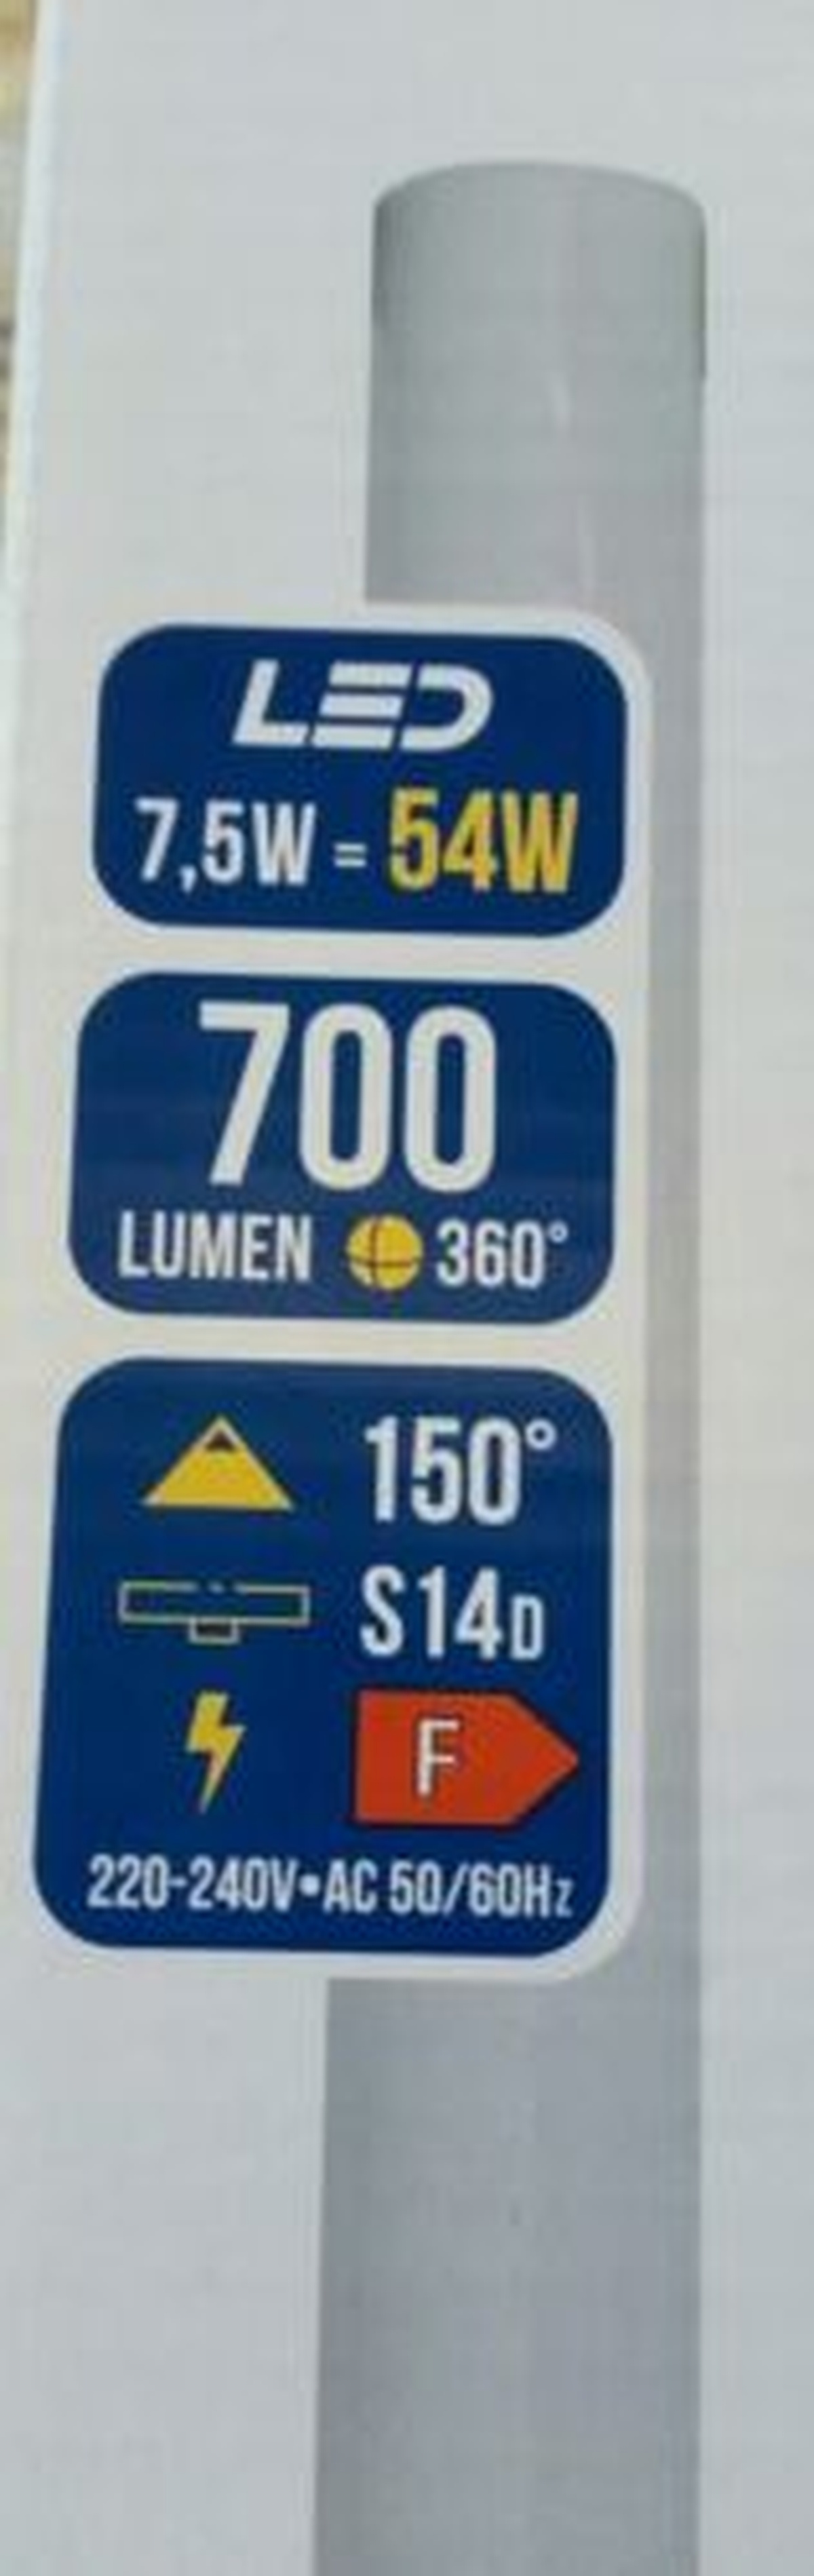 LED
7,5W = 54W
700
LUMEN 360°
150°
S14D
F
220-240V•AC 50/60Hz